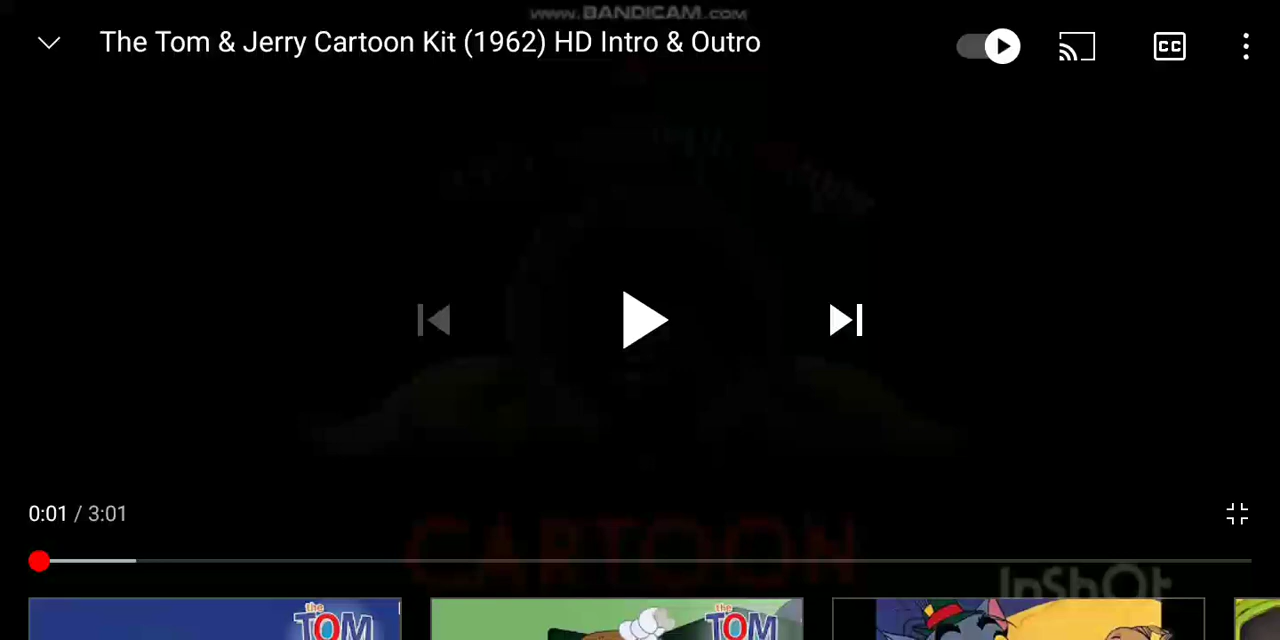 www.BANDICAM.com
The Tom & Jerry Cartoon Kit (1962) HD Intro & Outro
CC
0:01 / 3:01
CARTOON
InShOt
the TOM
the TOM